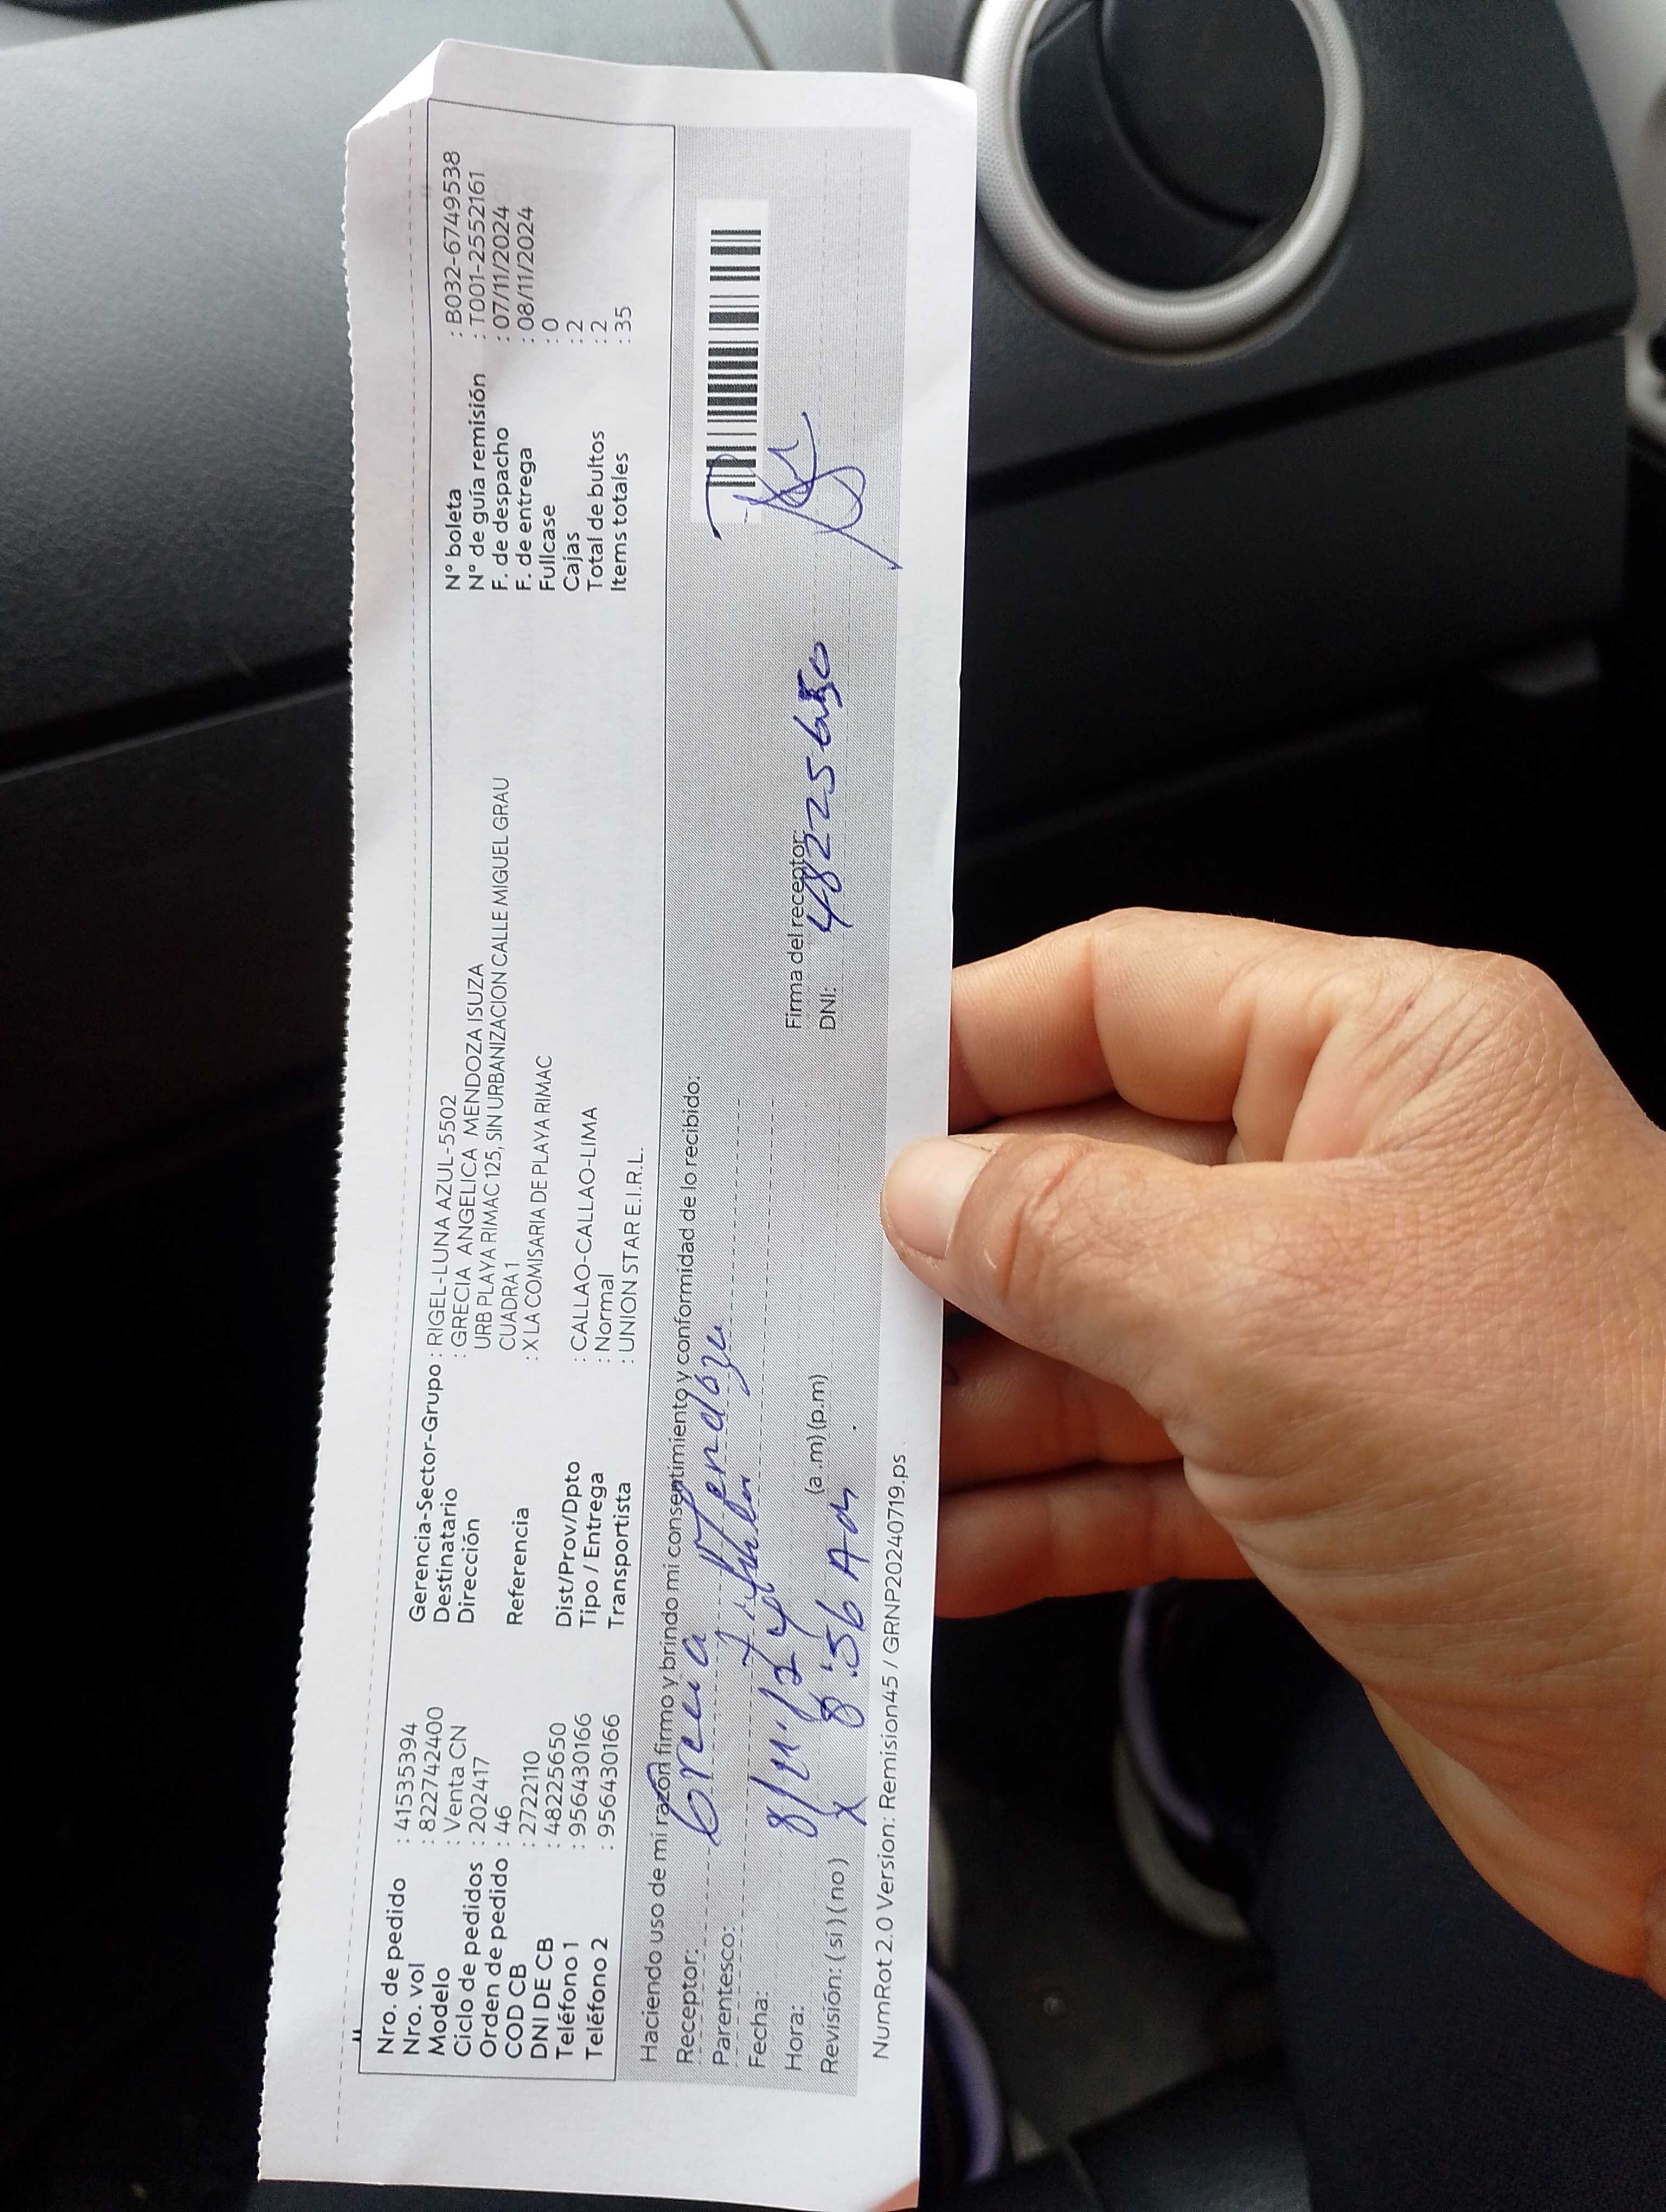 Nro. de pedido : 41535394
Nro. vol : 8227742400
Modelo : Venta CN
Ciclo de pedidos : 202417
Orden de pedido : 46
COD CB : 2722110
DNI DE CB : 48225650
Teléfono 1 : 956430166
Teléfono 2 : 956430166
Gerencia-Sector-Grupo : RIGEL-LUNA AZUL-5502
Destinatario : GRECIA ANGELICA MENDOZA ISUZA
Dirección URB PLAYA RIMAC 125, SIN URBANIZACION CALLE MIGUEL GRAU
CUADRA 1
Referencia : X LA COMISARIA DE PLAYA RIMAC
Dist/Prov/Dpto : CALLAO-CALLAO-LIMA
Tipo / Entrega : Normal
Transportista : UNION STAR E.I.R.L.
N° boleta : B032-6749538
N° de guía remisión : T001-2552161
F. de despacho : 07/11/2024
F. de entrega : 08/11/2024
Fullcase : 0
Cajas : 2
Total de bultos : 2
Items totales : 35
Haciendo uso de mi razón firmo y brindo mi consentimiento y conformidad de lo recibido:
Receptor: Grecia Mendoza
Parentesco:
Fecha: 8/11/24
Hora: 8:56 Am (a.m) (p.m)
Revisión: ( si ) ( no ) x
Firma del receptor:
DNI: 48225650
NumRot 2.0 Version: Remision45 / GRNP20240719.ps